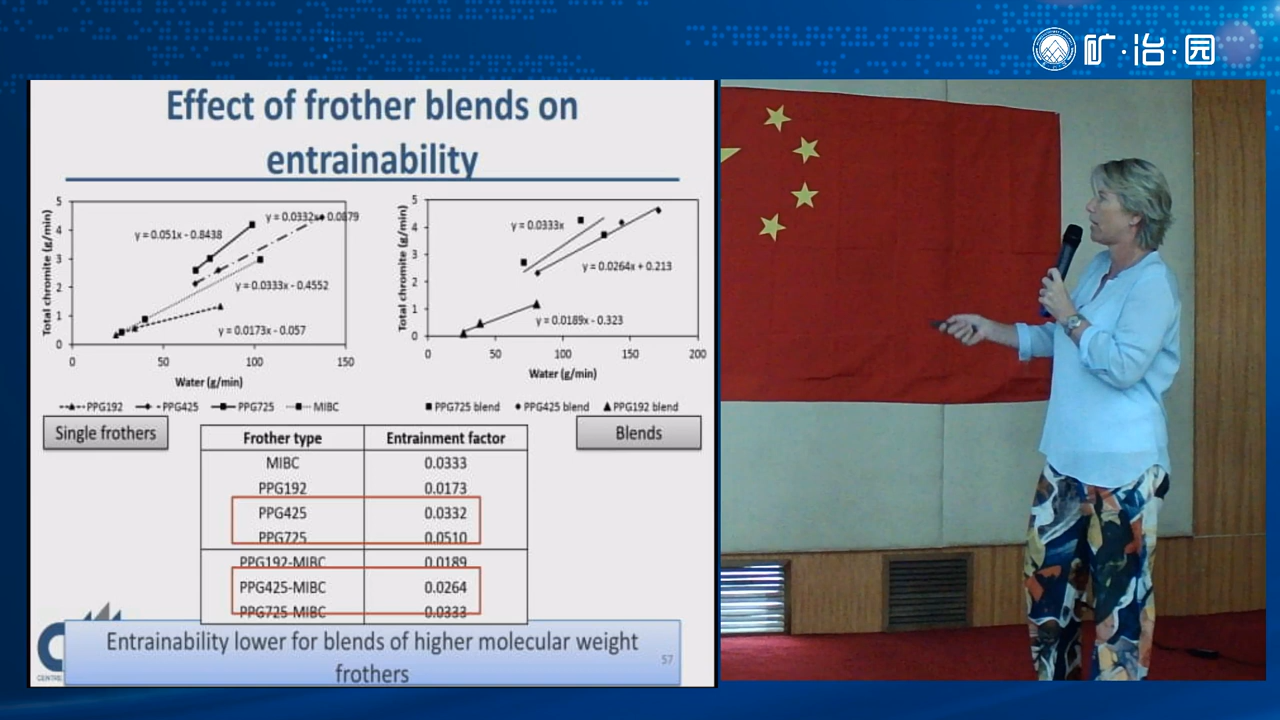 矿·冶·园
Effect of frother blends on
entrainability
Total chromite (g/min)
5
4
3
2
1
0
y = 0.051x - 0.8438
y = 0.0332x - 0.0879
y = 0.0333x - 0.4552
y = 0.0173x - 0.057
0 50 100 150
Water (g/min)
PPG192 PPG425 PPG725 MIBC
Total chromite (g/min)
5
4
3
2
1
0
y = 0.0333x
y = 0.0264x + 0.213
y = 0.0189x - 0.323
0 50 100 150 200
Water (g/min)
PPG725 blend PPG425 blend PPG192 blend
Single frothers
Blends
Frother type Entrainment factor
MIBC 0.0333
PPG192 0.0173
PPG425 0.0332
PPG725 0.0510
PPG192-MIBC 0.0189
PPG425-MIBC 0.0264
PPG725-MIBC 0.0333
Entrainability lower for blends of higher molecular weight
frothers
57
CENTRE